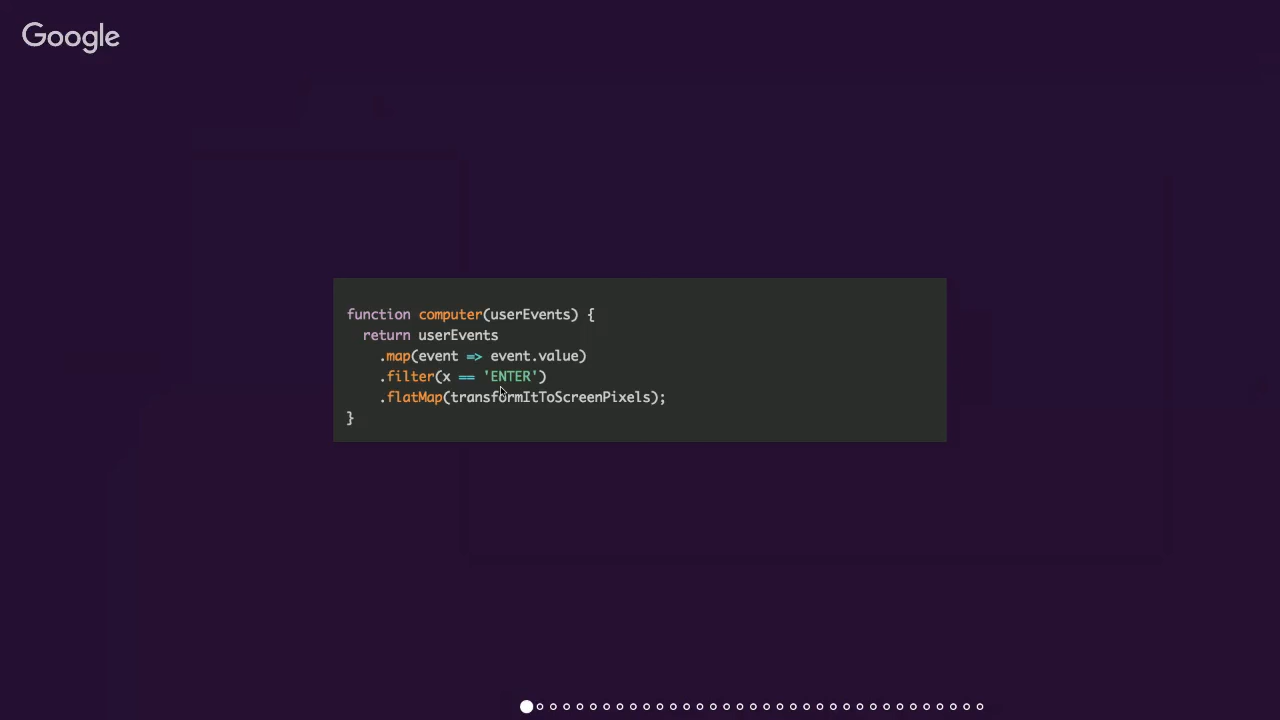 Google
function computer(userEvents) {
  return userEvents
    .map(event => event.value)
    .filter(x == 'ENTER')
    .flatMap(transformItToScreenPixels);
}